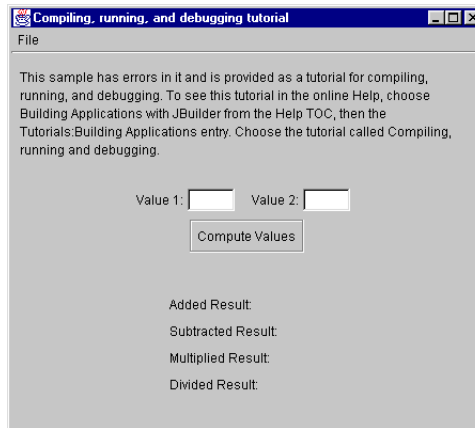 Compiling, running, and debugging tutorial
File
This sample has errors in it and is provided as a tutorial for compiling,
running, and debugging. To see this tutorial in the online Help, choose
Building Applications with JBuilder from the Help TOC, then the
Tutorials:Building Applications entry. Choose the tutorial called Compiling,
running and debugging.
Value 1: Value 2:
Compute Values
Added Result:
Subtracted Result:
Multiplied Result:
Divided Result: